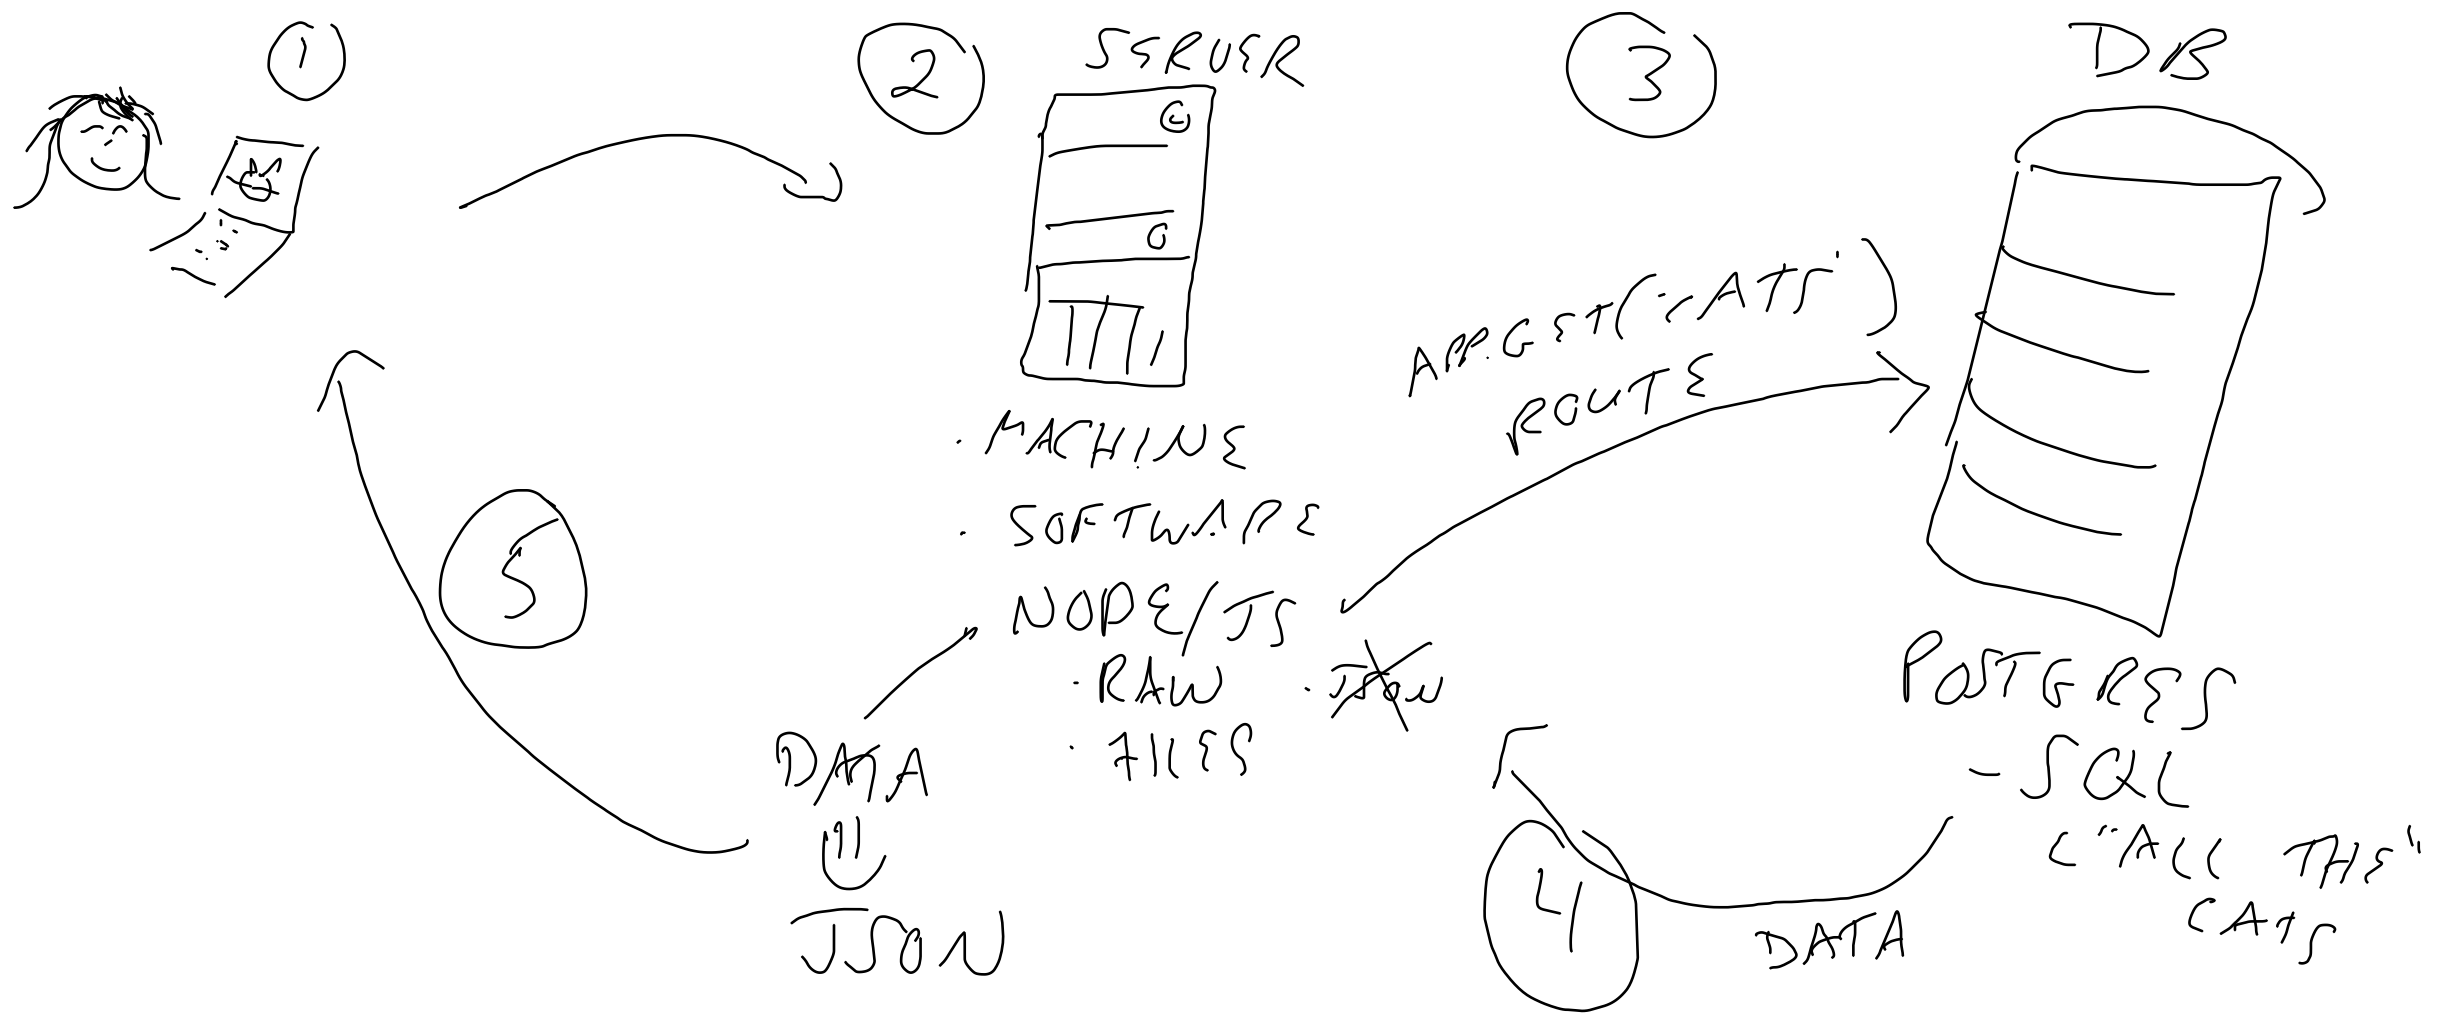 1
2
SERVER
3
DB
APP.GET('/CATS')
ROUTE
• MACHINE
• SOFTWARE
NODE/JS
• RAW
• JSON
• FILES
5
DATA
JSON
POSTGRES
- SQL
"ALL THE"
CATS
4
DATA